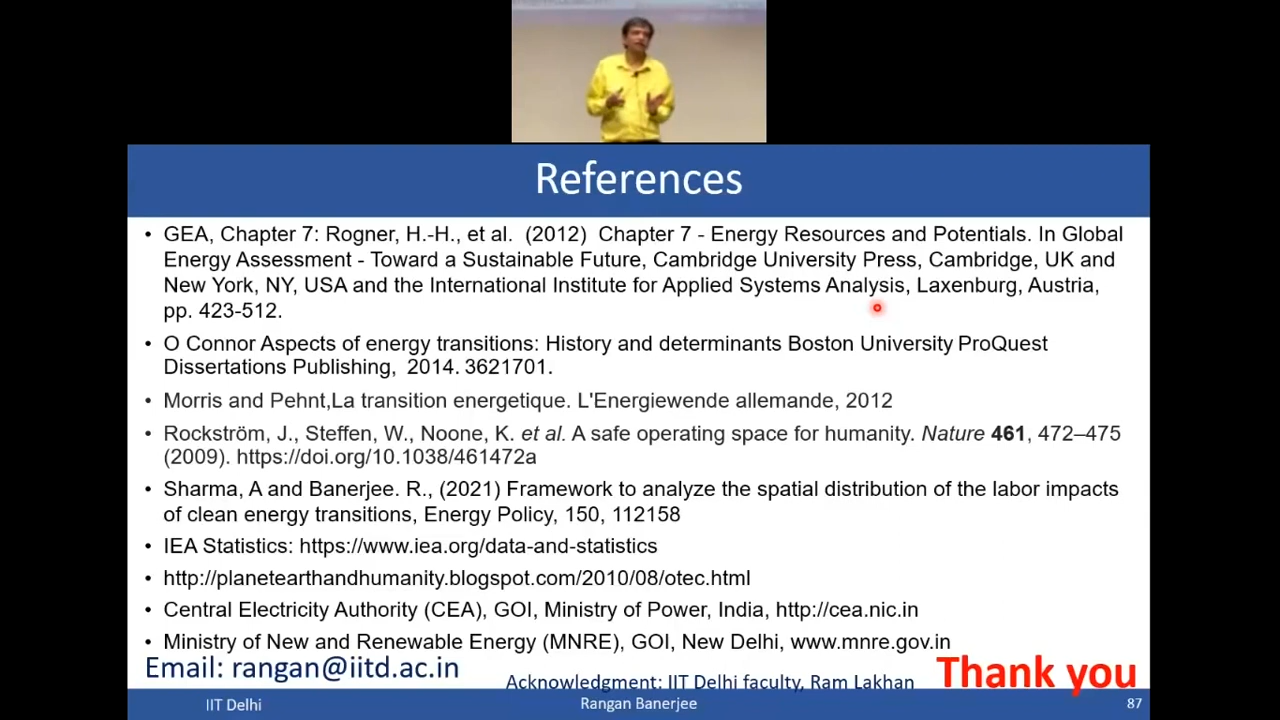 References
• GEA, Chapter 7: Rogner, H.-H., et al. (2012) Chapter 7 - Energy Resources and Potentials. In Global
Energy Assessment - Toward a Sustainable Future, Cambridge University Press, Cambridge, UK and
New York, NY, USA and the International Institute for Applied Systems Analysis, Laxenburg, Austria,
pp. 423-512.
• O Connor Aspects of energy transitions: History and determinants Boston University ProQuest
Dissertations Publishing, 2014. 3621701.
• Morris and Pehnt,La transition energetique. L'Energiewende allemande, 2012
• Rockström, J., Steffen, W., Noone, K. et al. A safe operating space for humanity. Nature 461, 472–475
(2009). https://doi.org/10.1038/461472a
• Sharma, A and Banerjee. R., (2021) Framework to analyze the spatial distribution of the labor impacts
of clean energy transitions, Energy Policy, 150, 112158
• IEA Statistics: https://www.iea.org/data-and-statistics
• http://planetearthandhumanity.blogspot.com/2010/08/otec.html
• Central Electricity Authority (CEA), GOI, Ministry of Power, India, http://cea.nic.in
• Ministry of New and Renewable Energy (MNRE), GOI, New Delhi, www.mnre.gov.in
Email: rangan@iitd.ac.in
Acknowledgment: IIT Delhi faculty, Ram Lakhan
Thank you
IIT Delhi
Rangan Banerjee
87